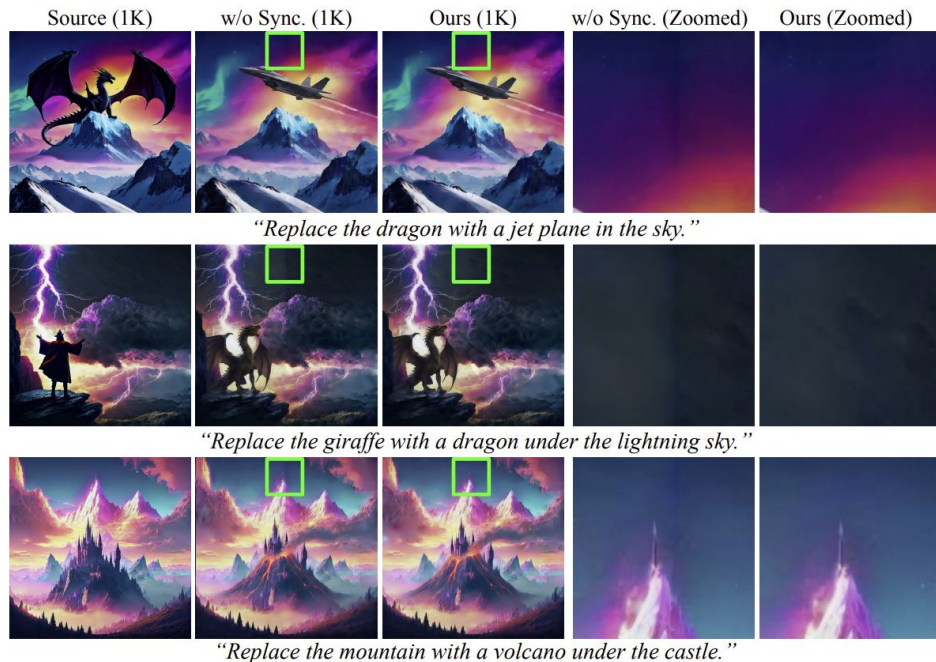 Source (1K) w/o Sync. (1K) Ours (1K) w/o Sync. (Zoomed) Ours (Zoomed)
“Replace the dragon with a jet plane in the sky.”
“Replace the giraffe with a dragon under the lightning sky.”
“Replace the mountain with a volcano under the castle.”